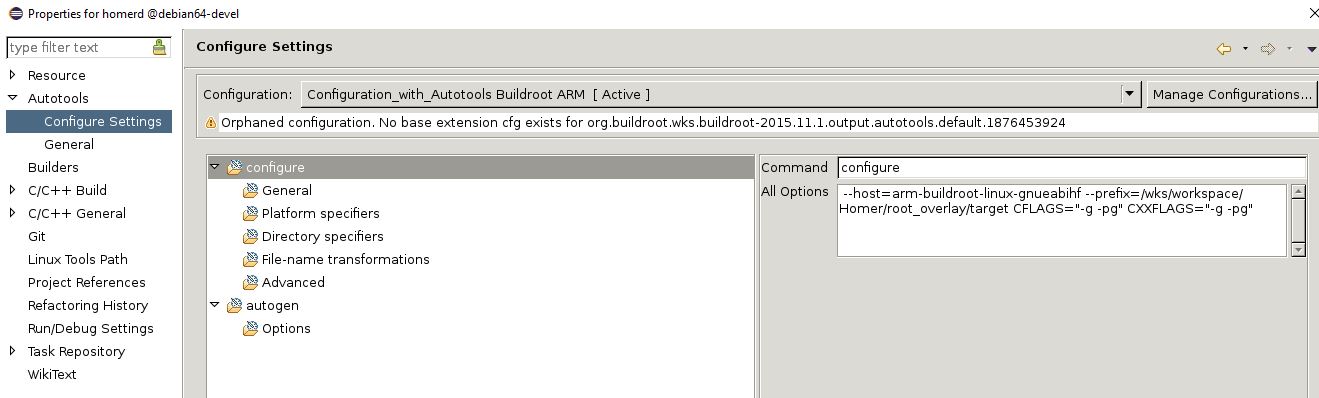 Properties for homerd @debian64-devel
type filter text
Resource
Autotools
Configure Settings
General
Builders
C/C++ Build
C/C++ General
Git
Linux Tools Path
Project References
Refactoring History
Run/Debug Settings
Task Repository
WikiText
Configure Settings
Configuration: Configuration_with_Autotools Buildroot ARM [ Active ] Manage Configurations...
Orphaned configuration. No base extension cfg exists for org.buildroot.wks.buildroot-2015.11.1.output.autotools.default.1876453924
configure
General
Platform specifiers
Directory specifiers
File-name transformations
Advanced
autogen
Options
Command configure
All Options --host=arm-buildroot-linux-gnueabihf --prefix=/wks/workspace/
Homer/root_overlay/target CFLAGS="-g -pg" CXXFLAGS="-g -pg"